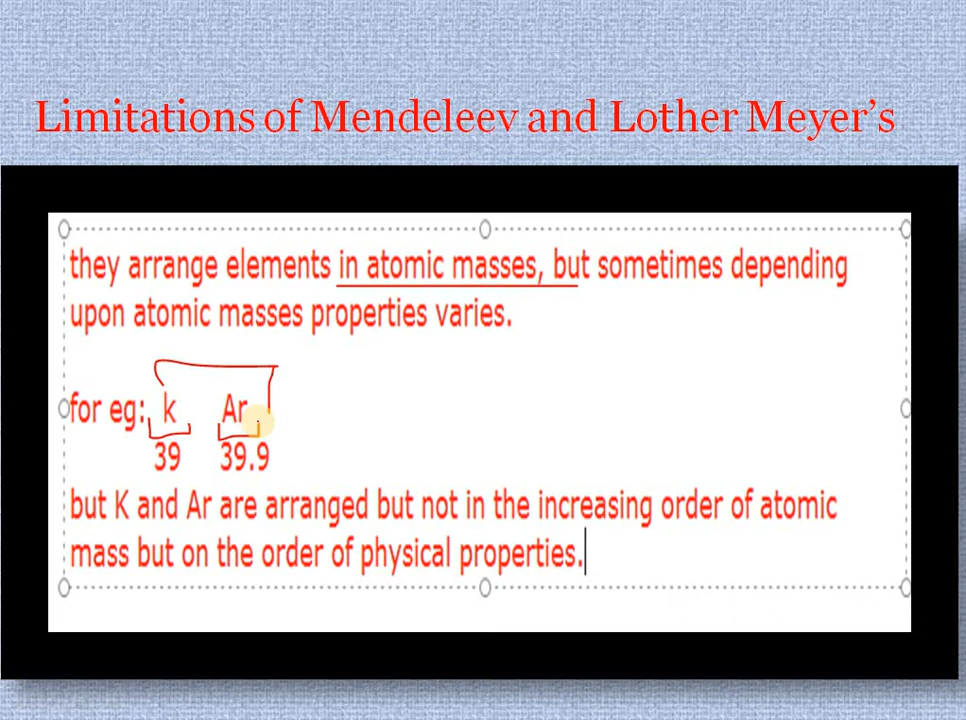 Limitations of Mendeleev and Lother Meyer’s
they arrange elements in atomic masses, but sometimes depending
upon atomic masses properties varies.
for eg: k Ar
39 39.9
but K and Ar are arranged but not in the increasing order of atomic
mass but on the order of physical properties.